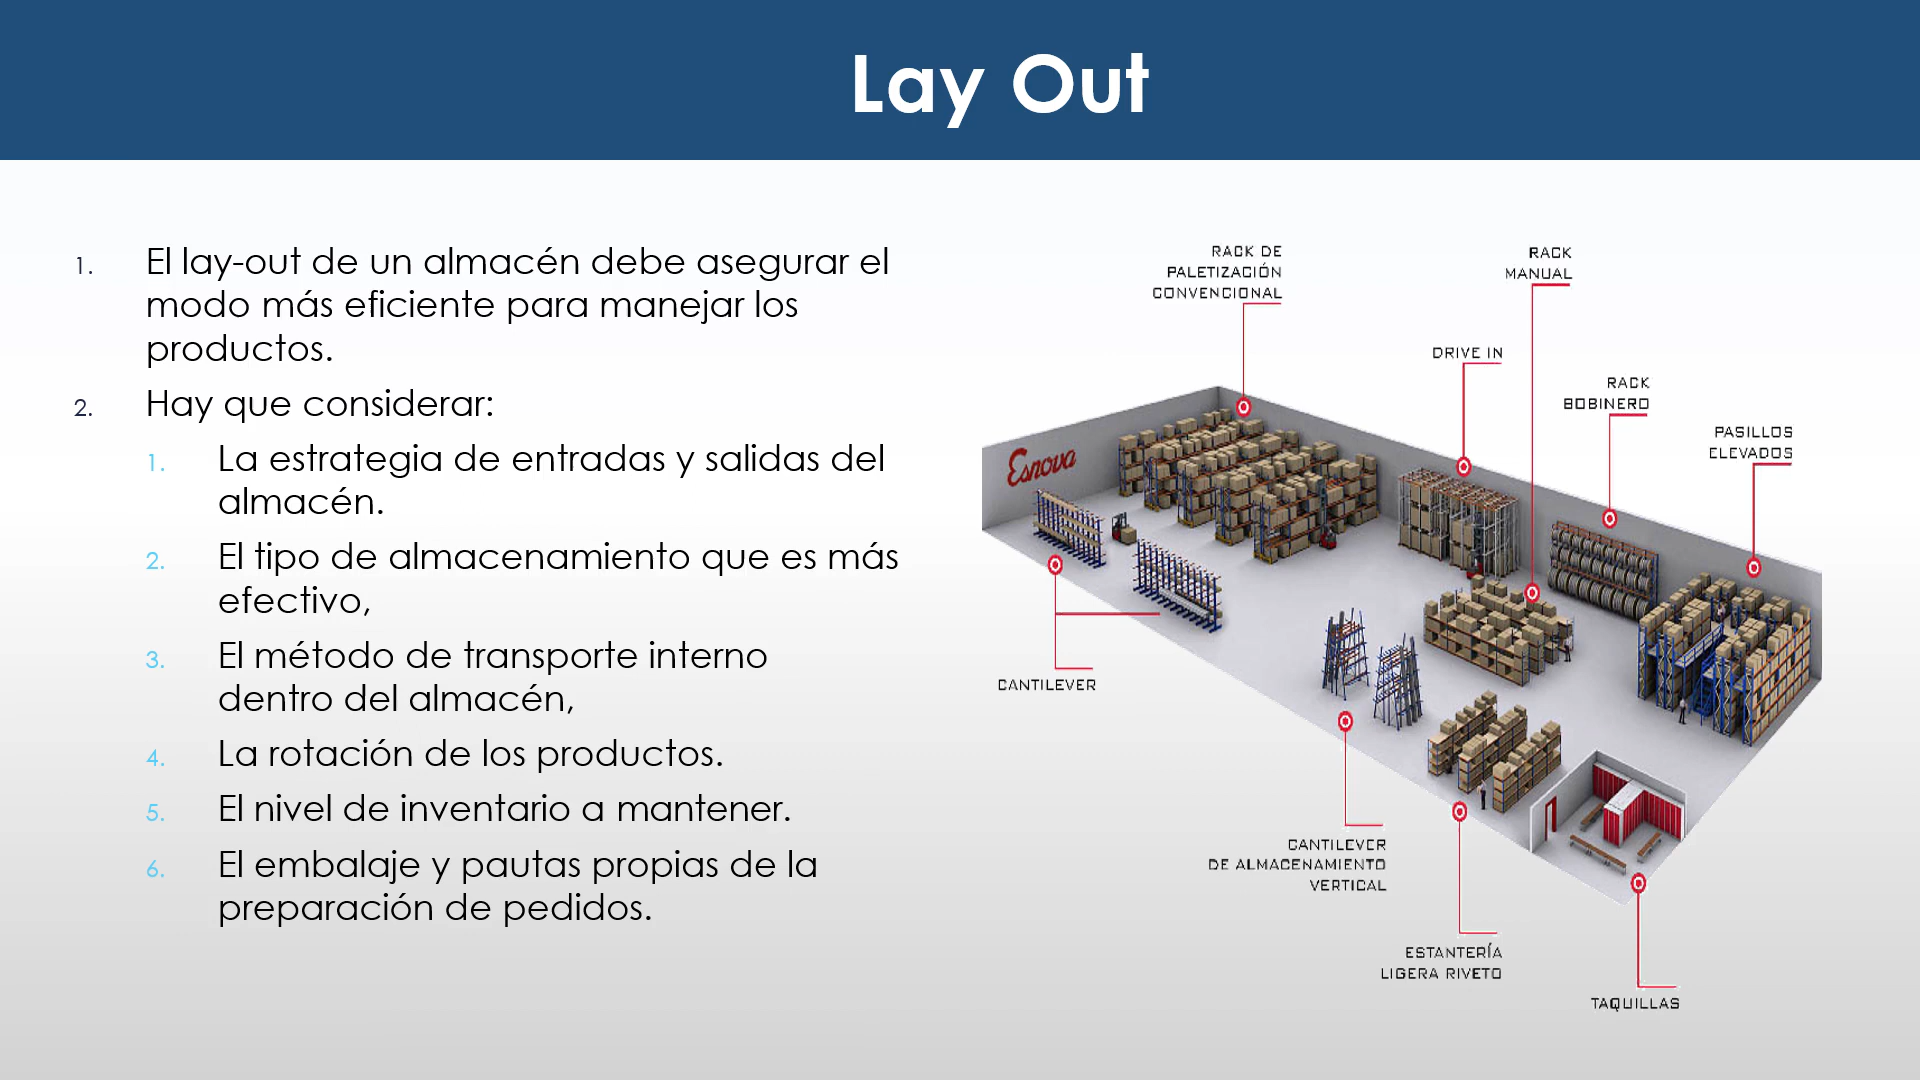 Lay Out
1. El lay-out de un almacén debe asegurar el
modo más eficiente para manejar los
productos.
2. Hay que considerar:
1. La estrategia de entradas y salidas del
almacén.
2. El tipo de almacenamiento que es más
efectivo,
3. El método de transporte interno
dentro del almacén,
4. La rotación de los productos.
5. El nivel de inventario a mantener.
6. El embalaje y pautas propias de la
preparación de pedidos.
RACK DE
PALETIZACIÓN
CONVENCIONAL
RACK
MANUAL
DRIVE IN
RACK
BOBINERO
PASILLOS
ELEVADOS
Esnova
CANTILEVER
CANTILEVER
DE ALMACENAMIENTO
VERTICAL
ESTANTERÍA
LIGERA RIVETO
TAQUILLAS